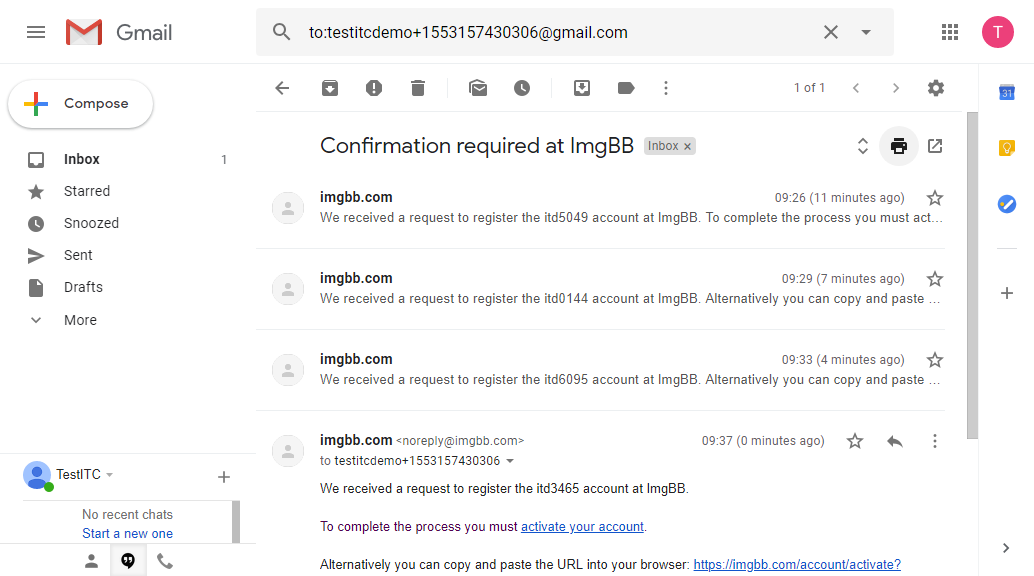 Gmail
to:testitcdemo+1553157430306@gmail.com
T
Compose
1 of 1
31
Inbox 1
Starred
Snoozed
Sent
Drafts
More
Confirmation required at ImgBB Inbox x
imgbb.com 09:26 (11 minutes ago)
We received a request to register the itd5049 account at ImgBB. To complete the process you must act...
imgbb.com 09:29 (7 minutes ago)
We received a request to register the itd0144 account at ImgBB. Alternatively you can copy and paste ...
imgbb.com 09:33 (4 minutes ago)
We received a request to register the itd6095 account at ImgBB. Alternatively you can copy and paste ...
imgbb.com <noreply@imgbb.com> 09:37 (0 minutes ago)
to testitcdemo+1553157430306
We received a request to register the itd3465 account at ImgBB.
To complete the process you must activate your account.
Alternatively you can copy and paste the URL into your browser: https://imgbb.com/account/activate?
TestITC
No recent chats
Start a new one